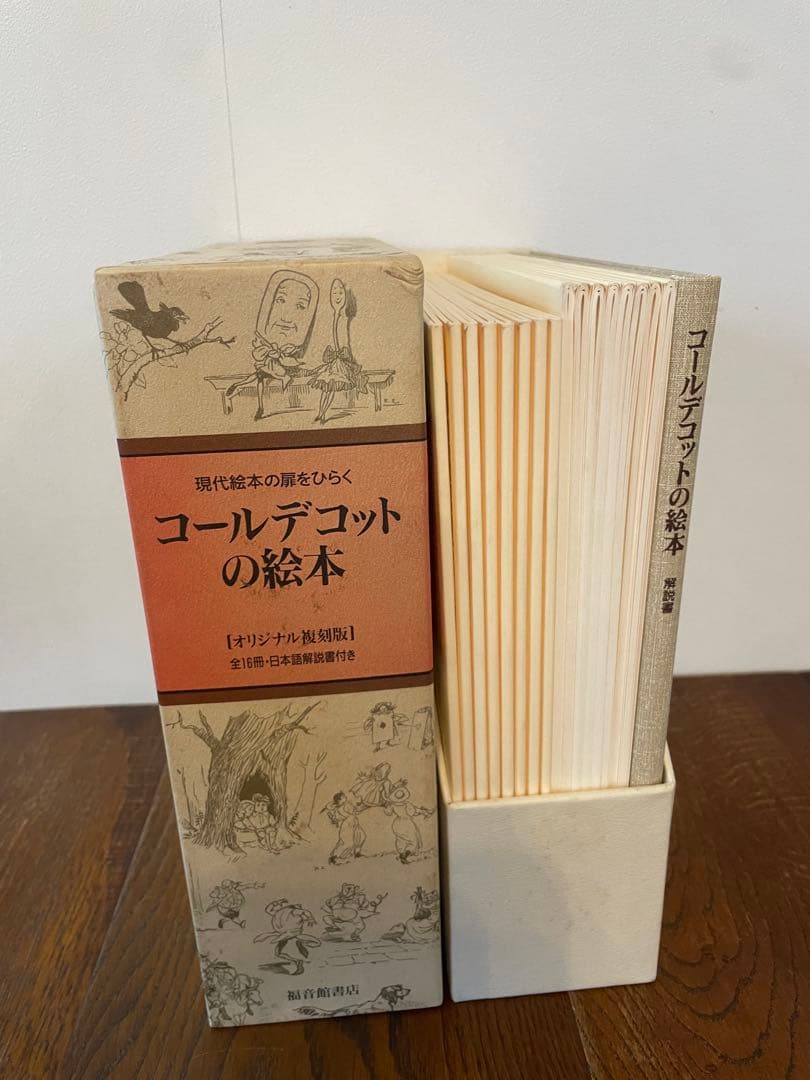 現代絵本の扉をひらく
コールデコット
の絵本
【オリジナル復刻版】
全16冊・日本語解説書付き
福音館書店
コールデコットの絵本
解説書